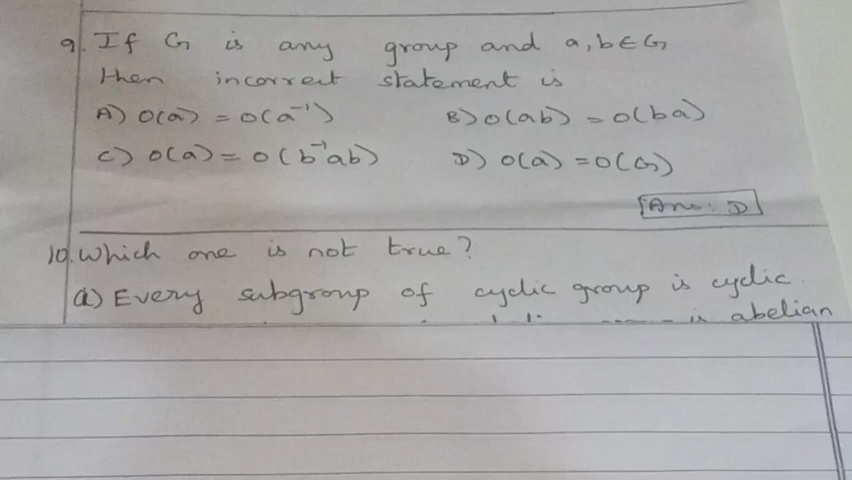 9. If G is any group and a, b ∈ G
then incorrect statement is
A) O(a) = O(a⁻¹) B) O(ab) = O(ba)
C) O(a) = O(b⁻¹ab) D) O(a) = O(G)
Ans: D
10. Which one is not true?
a) Every subgroup of cyclic group is cyclic.
is abelian